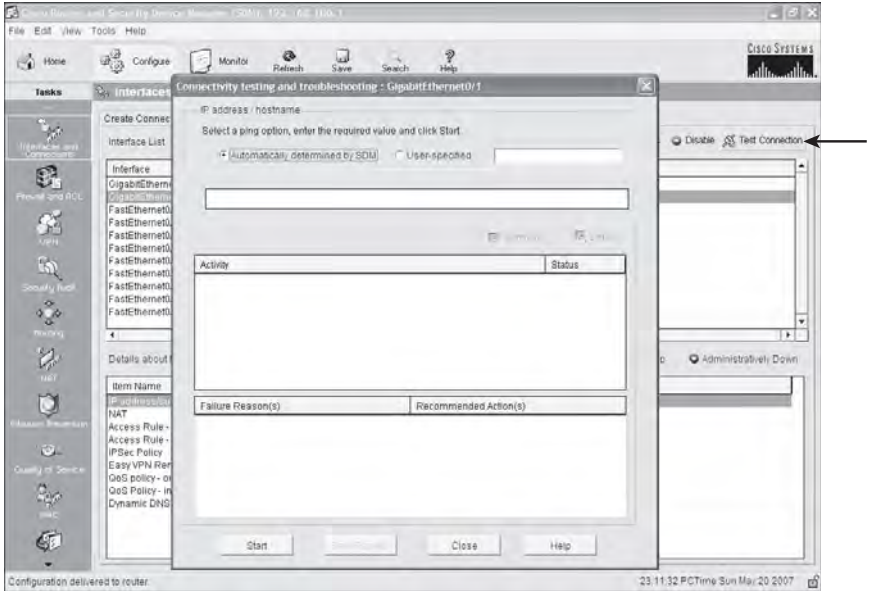 Cisco Router and Security Device Manager (SDM): 192.168.100.1
File Edit View Tools Help
Home
Configure
Monitor
Refresh
Save
Search
Help
CISCO SYSTEMS
Tasks
Interfaces
Connectivity testing and troubleshooting : GigabitEthernet0/1
Create Connec
IP address / hostname
Select a ping option, enter the required value and click Start.
Interface List
Automatically determined by SDM
User-specified
Disable
Test Connection
Interfaces and Connections
Interface
GigabitEtherne
GigabitEtherne
FastEthernet0/
FastEthernet0/
FastEthernet0/
FastEthernet0/
FastEthernet0/
FastEthernet0/
FastEthernet0/
FastEthernet0/
Firewall and ACL
VPN
Security Audit
Routing
NAT
Intrusion Prevention
Quality of Service
NAC
Activity
Status
Details about
Administratively Down
Item Name
IP address/su
NAT
Access Rule -
Access Rule -
IPSec Policy
Easy VPN Rem
QoS policy - o
QoS Policy - in
Dynamic DNS
Failure Reason(s)
Recommended Action(s)
Start
Close
Help
Configuration delivered to router.
23:11:32 PCTime Sun May 20 2007